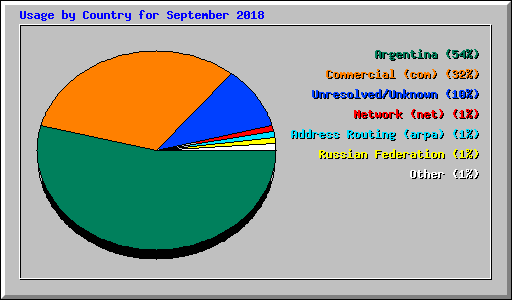 Usage by Country for September 2018
Argentina (54%)
Commercial (com) (32%)
Unresolved/Unknown (10%)
Network (net) (1%)
Address Routing (arpa) (1%)
Russian Federation (1%)
Other (1%)